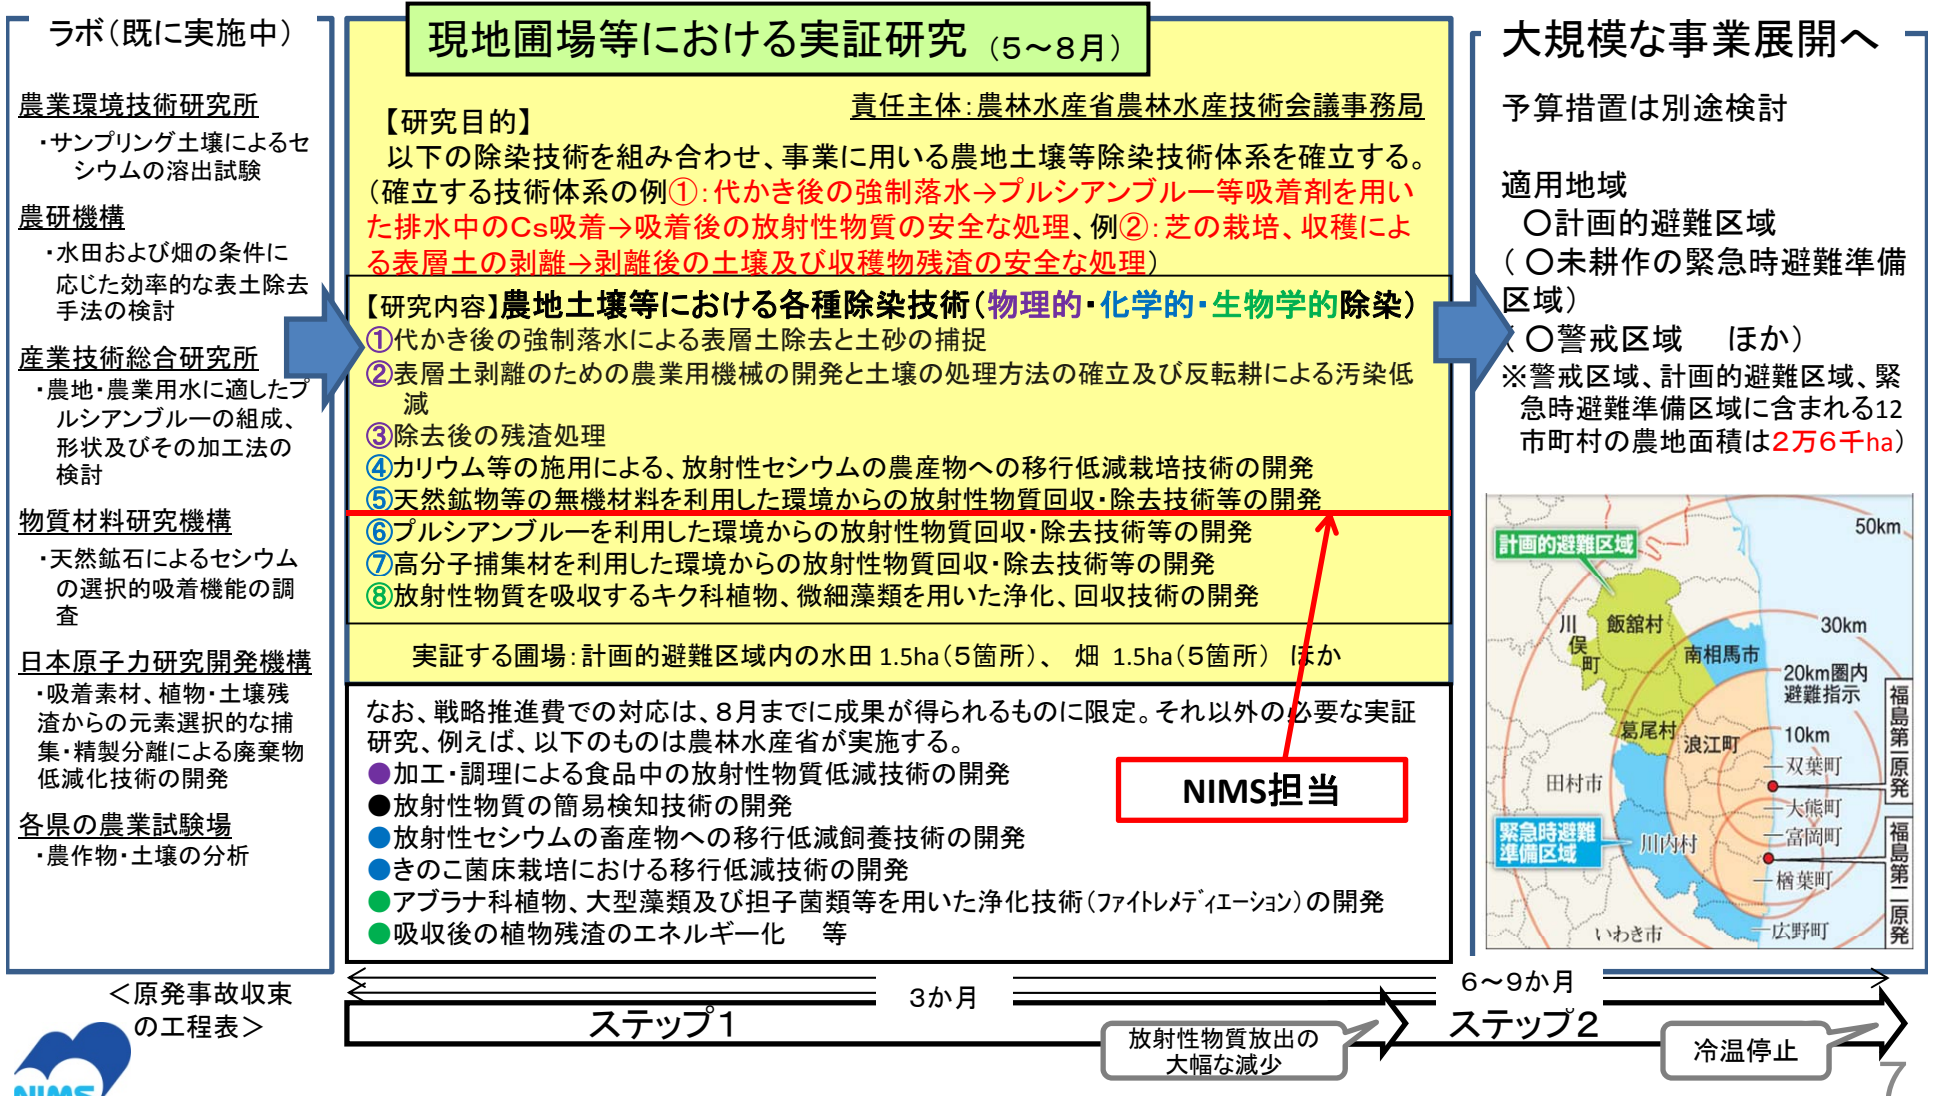 ラボ(既に実施中)
農業環境技術研究所
・サンプリング土壌によるセ
シウムの溶出試験
農研機構
・水田および畑の条件に
応じた効率的な表土除去
手法の検討
産業技術総合研究所
・農地・農業用水に適したプ
ルシアンブルーの組成、
形状及びその加工法の
検討
物質材料研究機構
・天然鉱石によるセシウム
の選択的吸着機能の調
査
日本原子力研究開発機構
・吸着素材、植物・土壌残
渣からの元素選択的な捕
集・精製分離による廃棄物
低減化技術の開発
各県の農業試験場
・農作物・土壌の分析
現地圃場等における実証研究 (5～8月)
責任主体:農林水産省農林水産技術会議事務局
【研究目的】
以下の除染技術を組み合わせ、事業に用いる農地土壌等除染技術体系を確立する。
(確立する技術体系の例①:代かき後の強制落水→プルシアンブルー等吸着剤を用い
た排水中のCs吸着→吸着後の放射性物質の安全な処理、例②:芝の栽培、収穫によ
る表層土の剥離→剥離後の土壌及び収穫物残渣の安全な処理)
【研究内容】農地土壌等における各種除染技術(物理的・化学的・生物学的除染)
①代かき後の強制落水による表層土除去と土砂の捕捉
②表層土剥離のための農業用機械の開発と土壌の処理方法の確立及び反転耕による汚染低
減
③除去後の残渣処理
④カリウム等の施用による、放射性セシウムの農産物への移行低減栽培技術の開発
⑤天然鉱物等の無機材料を利用した環境からの放射性物質回収・除去技術等の開発
⑥プルシアンブルーを利用した環境からの放射性物質回収・除去技術等の開発
⑦高分子捕集材を利用した環境からの放射性物質回収・除去技術等の開発
⑧放射性物質を吸収するキク科植物、微細藻類を用いた浄化、回収技術の開発
実証する圃場:計画的避難区域内の水田 1.5ha(5箇所)、 畑 1.5ha(5箇所) ほか
なお、戦略推進費での対応は、8月までに成果が得られるものに限定。それ以外の必要な実証
研究、例えば、以下のものは農林水産省が実施する。
●加工・調理による食品中の放射性物質低減技術の開発
●放射性物質の簡易検知技術の開発
●放射性セシウムの畜産物への移行低減飼養技術の開発
●きのこ菌床栽培における移行低減技術の開発
●アブラナ科植物、大型藻類及び担子菌類等を用いた浄化技術(ファイトレメディエーション)の開発
●吸収後の植物残渣のエネルギー化 等
NIMS担当
大規模な事業展開へ
予算措置は別途検討
適用地域
○計画的避難区域
(○未耕作の緊急時避難準備
区域)
(○警戒区域 ほか)
※警戒区域、計画的避難区域、緊
急時避難準備区域に含まれる12
市町村の農地面積は2万6千ha)
50km
計画的避難区域
川俣町
飯舘村
30km
南相馬市
20km圏内
避難指示
葛尾村
浪江町
10km
双葉町
福島第一原発
田村市
大熊町
緊急時避難
準備区域
川内村
富岡町
楢葉町
福島第二原発
いわき市
広野町
<原発事故収束
の工程表>
3か月
6～9か月
ステップ1
ステップ2
放射性物質放出の
大幅な減少
冷温停止
NIMS
7